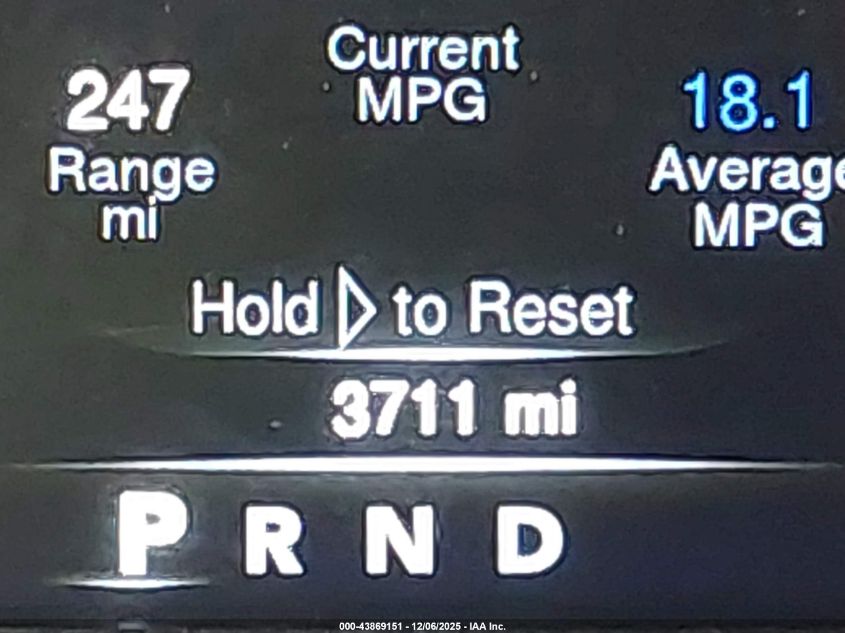 Current
MPG
247
Range
mi
18.1
Average
MPG
Hold ▷ to Reset
3711 mi
P R N D
000-43869151 - 12/06/2025 - IAA Inc.